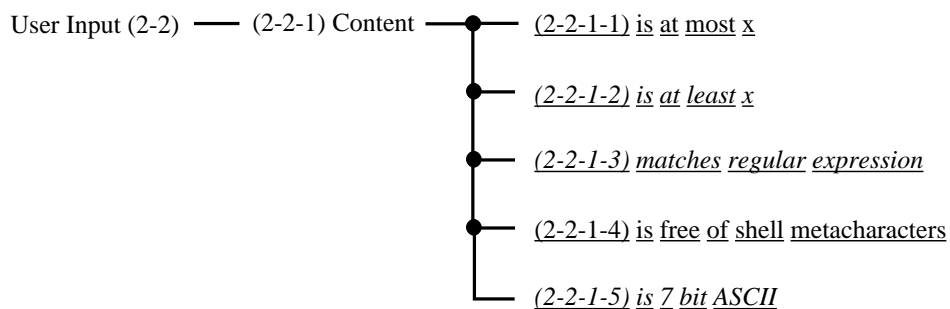 User Input (2-2) (2-2-1) Content (2-2-1-1) is at most x
(2-2-1-2) is at least x
(2-2-1-3) matches regular expression
(2-2-1-4) is free of shell metacharacters
(2-2-1-5) is 7 bit ASCII